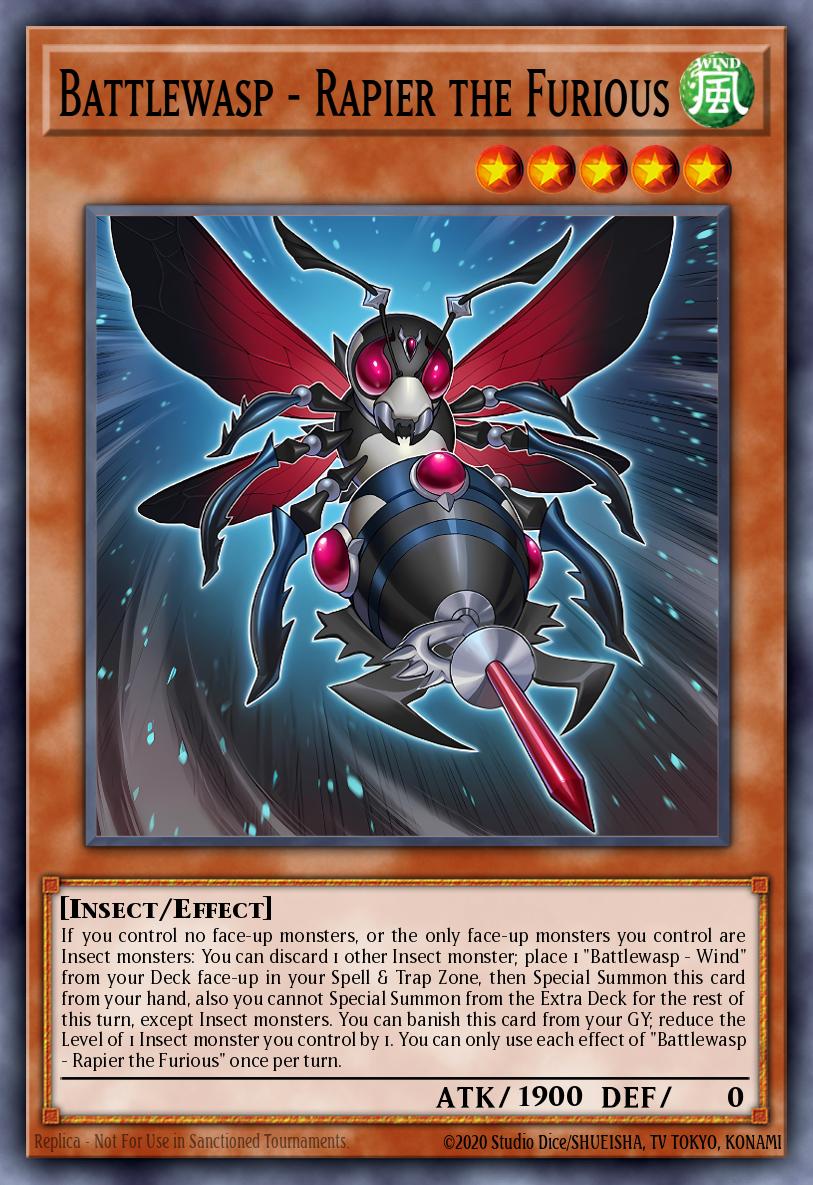 Battlewasp - Rapier the Furious
WIND
風
[Insect/Effect]
If you control no face-up monsters, or the only face-up monsters you control are
Insect monsters: You can discard 1 other Insect monster; place 1 "Battlewasp - Wind"
from your Deck face-up in your Spell & Trap Zone, then Special Summon this card
from your hand, also you cannot Special Summon from the Extra Deck for the rest of
this turn, except Insect monsters. You can banish this card from your GY; reduce the
Level of 1 Insect monster you control by 1. You can only use each effect of "Battlewasp
- Rapier the Furious" once per turn.
ATK/ 1900 DEF/ 0
Replica - Not For Use in Sanctioned Tournaments. ©2020 Studio Dice/SHUEISHA, TV TOKYO, KONAMI